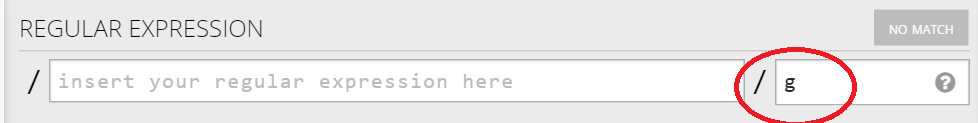 REGULAR EXPRESSION NO MATCH
/ insert your regular expression here / g ?